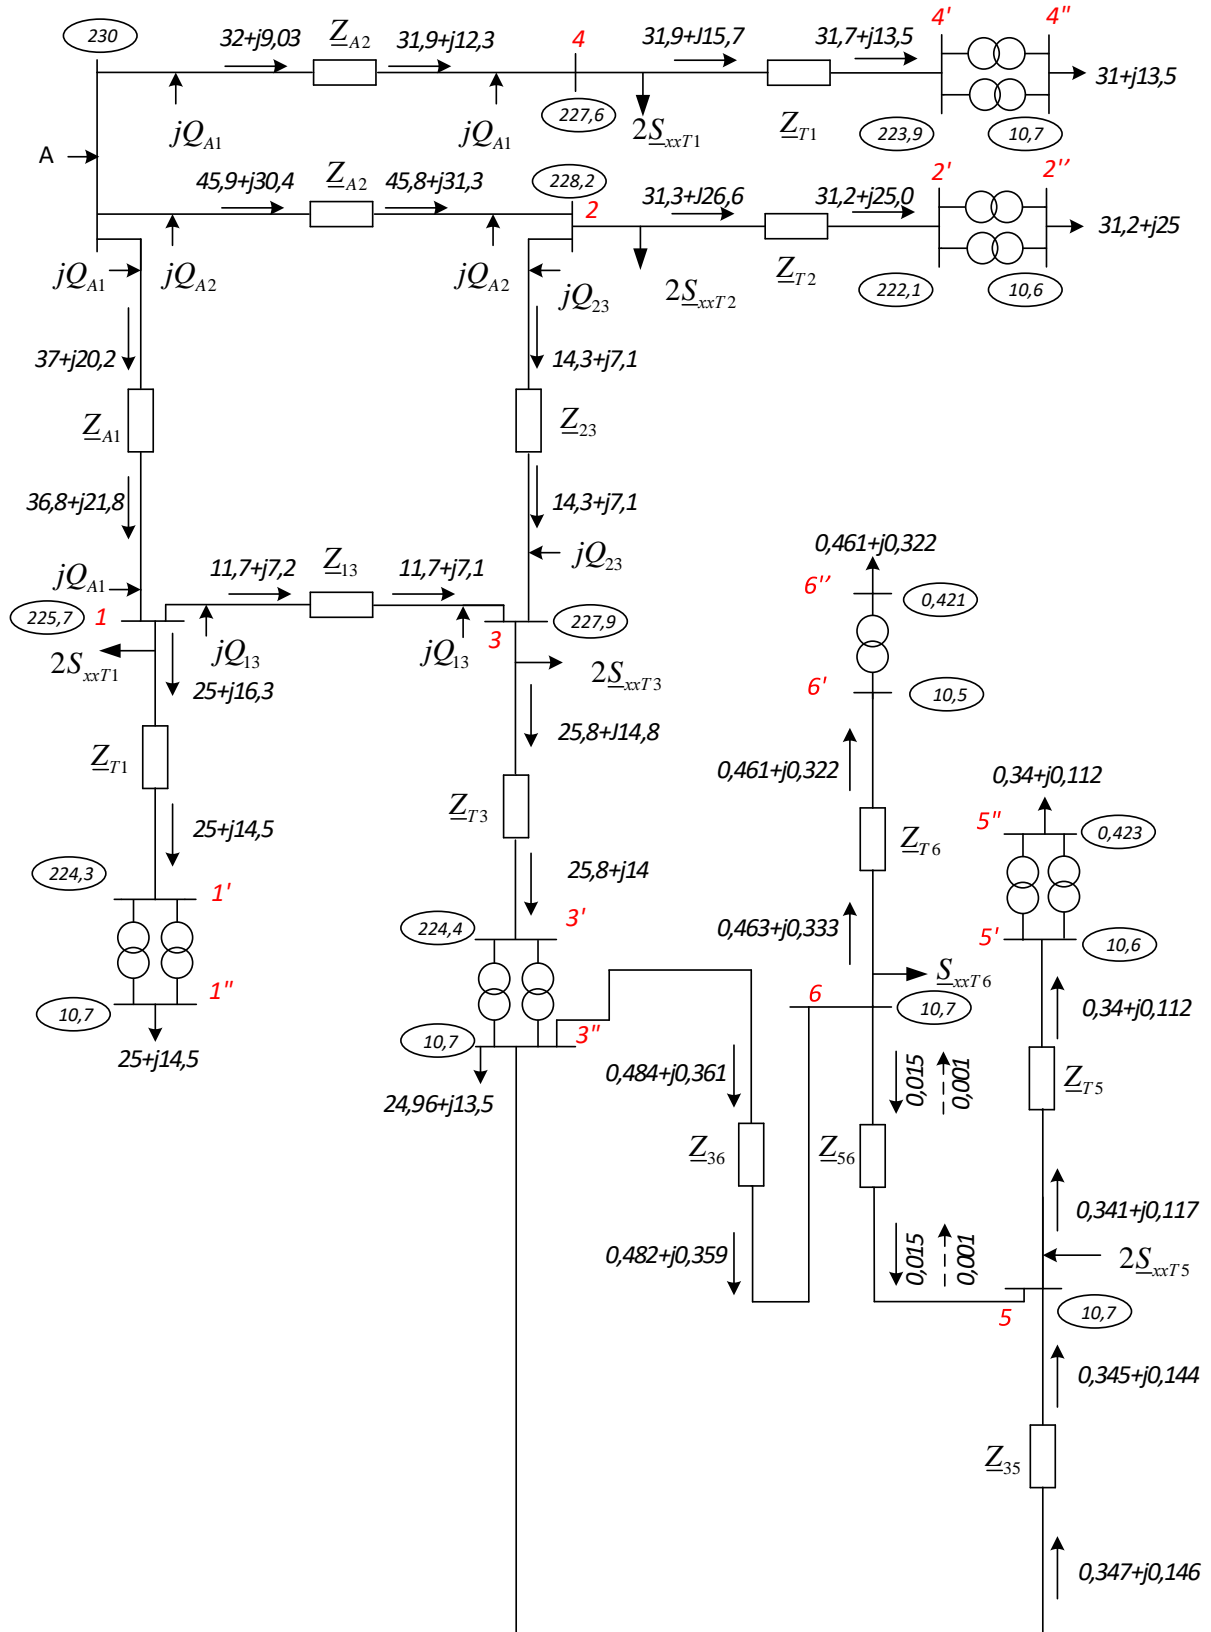 230
32+j9,03
Z_A2
31,9+j12,3
4
31,9+J15,7
31,7+j13,5
4'
4"
31+j13,5
jQ_A1
jQ_A1
227,6
2S_xxT1
Z_T1
223,9
10,7
A
45,9+j30,4
Z_A2
45,8+j31,3
228,2
2
31,3+J26,6
31,2+j25,0
2'
2''
31,2+j25
jQ_A1
jQ_A2
jQ_A2
jQ_23
2S_xxT2
Z_T2
222,1
10,6
37+j20,2
14,3+j7,1
Z_A1
Z_23
36,8+j21,8
14,3+j7,1
jQ_A1
11,7+j7,2
Z_13
11,7+j7,1
jQ_23
0,461+j0,322
6''
0,421
225,7
1
227,9
3
2S_xxT1
jQ_13
jQ_13
2S_xxT3
25+j16,3
6'
10,5
25,8+J14,8
Z_T1
0,461+j0,322
0,34+j0,112
Z_T3
Z_T6
5"
0,423
25+j14,5
25,8+j14
224,3
1'
3'
224,4
0,463+j0,333
5'
10,6
S_xxT6
1"
10,7
6
10,7
0,34+j0,112
10,7
3"
25+j14,5
24,96+j13,5
0,484+j0,361
0,015
0,001
Z_T5
Z_36
Z_56
0,341+j0,117
0,482+j0,359
0,015
0,001
2S_xxT5
5
10,7
0,345+j0,144
Z_35
0,347+j0,146